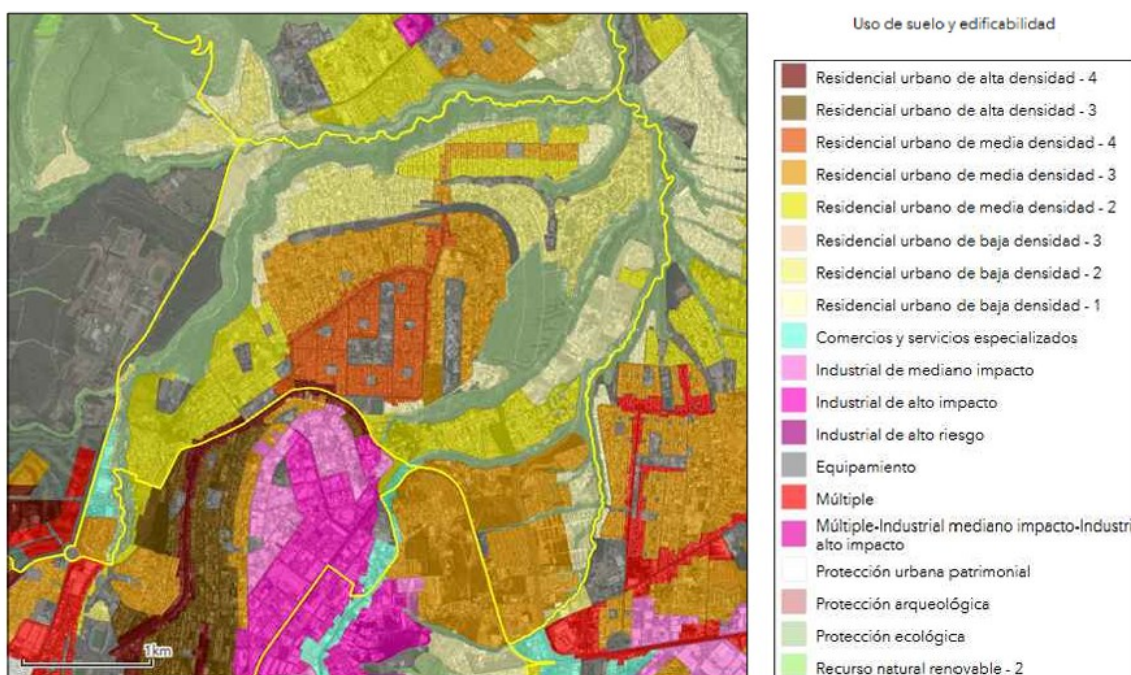 Uso de suelo y edificabilidad
Residencial urbano de alta densidad - 4
Residencial urbano de alta densidad - 3
Residencial urbano de media densidad - 4
Residencial urbano de media densidad - 3
Residencial urbano de media densidad - 2
Residencial urbano de baja densidad - 3
Residencial urbano de baja densidad - 2
Residencial urbano de baja densidad - 1
Comercios y servicios especializados
Industrial de mediano impacto
Industrial de alto impacto
Industrial de alto riesgo
Equipamiento
Múltiple
Múltiple-Industrial mediano impacto-Industri
alto impacto
Protección urbana patrimonial
Protección arqueológica
Protección ecológica
Recurso natural renovable - 2
1km